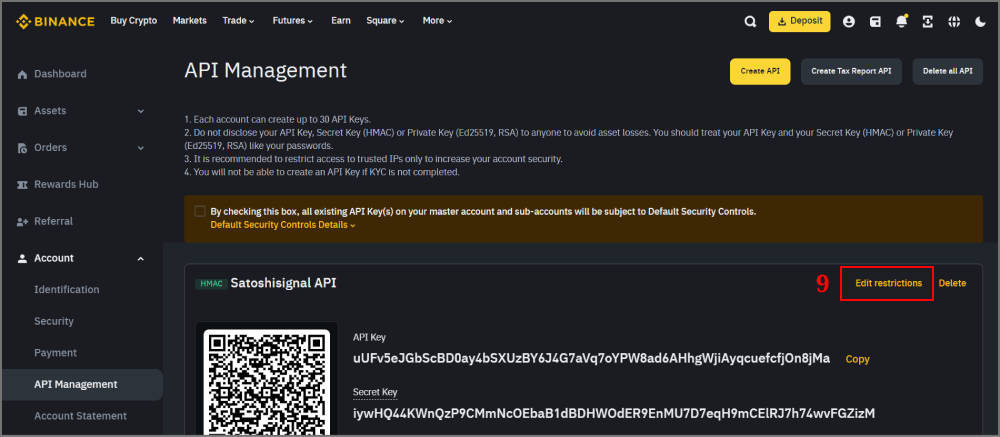 BINANCE Buy Crypto Markets Trade Futures Earn Square More Deposit
Dashboard
Assets
Orders
Rewards Hub
Referral
Account
Identification
Security
Payment
API Management
Account Statement
API Management
Create API Create Tax Report API Delete all API
1. Each account can create up to 30 API Keys.
2. Do not disclose your API Key, Secret Key (HMAC) or Private Key (Ed25519, RSA) to anyone to avoid asset losses. You should treat your API Key and your Secret Key (HMAC) or Private Key
(Ed25519, RSA) like your passwords.
3. It is recommended to restrict access to trusted IPs only to increase your account security.
4. You will not be able to create an API Key if KYC is not completed.
By checking this box, all existing API Key(s) on your master account and sub-accounts will be subject to Default Security Controls.
Default Security Controls Details
HMAC Satoshisignal API 9 Edit restrictions Delete
API Key
uUFv5eJGbScBD0ay4bSXUzBY6J4G7aVq7oYPW8ad6AHhgWjiAyqcuefcfjOn8jMa Copy
Secret Key
iywHQ44KWnQzP9CMmNcOEbaB1dBDHWOdER9EnMU7D7eqH9mCElRJ7h74wvFGZizM